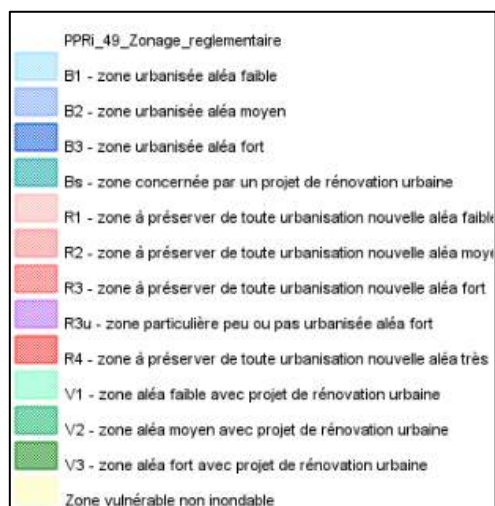 PPRi_49_Zonage_reglementaire
B1 - zone urbanisée aléa faible
B2 - zone urbanisée aléa moyen
B3 - zone urbanisée aléa fort
Bs - zone concernée par un projet de rénovation urbaine
R1 - zone à préserver de toute urbanisation nouvelle aléa faible
R2 - zone à préserver de toute urbanisation nouvelle aléa moye
R3 - zone à préserver de toute urbanisation nouvelle aléa fort
R3u - zone particulière peu ou pas urbanisée aléa fort
R4 - zone à préserver de toute urbanisation nouvelle aléa très
V1 - zone aléa faible avec projet de rénovation urbaine
V2 - zone aléa moyen avec projet de rénovation urbaine
V3 - zone aléa fort avec projet de rénovation urbaine
Zone vulnérable non inondable